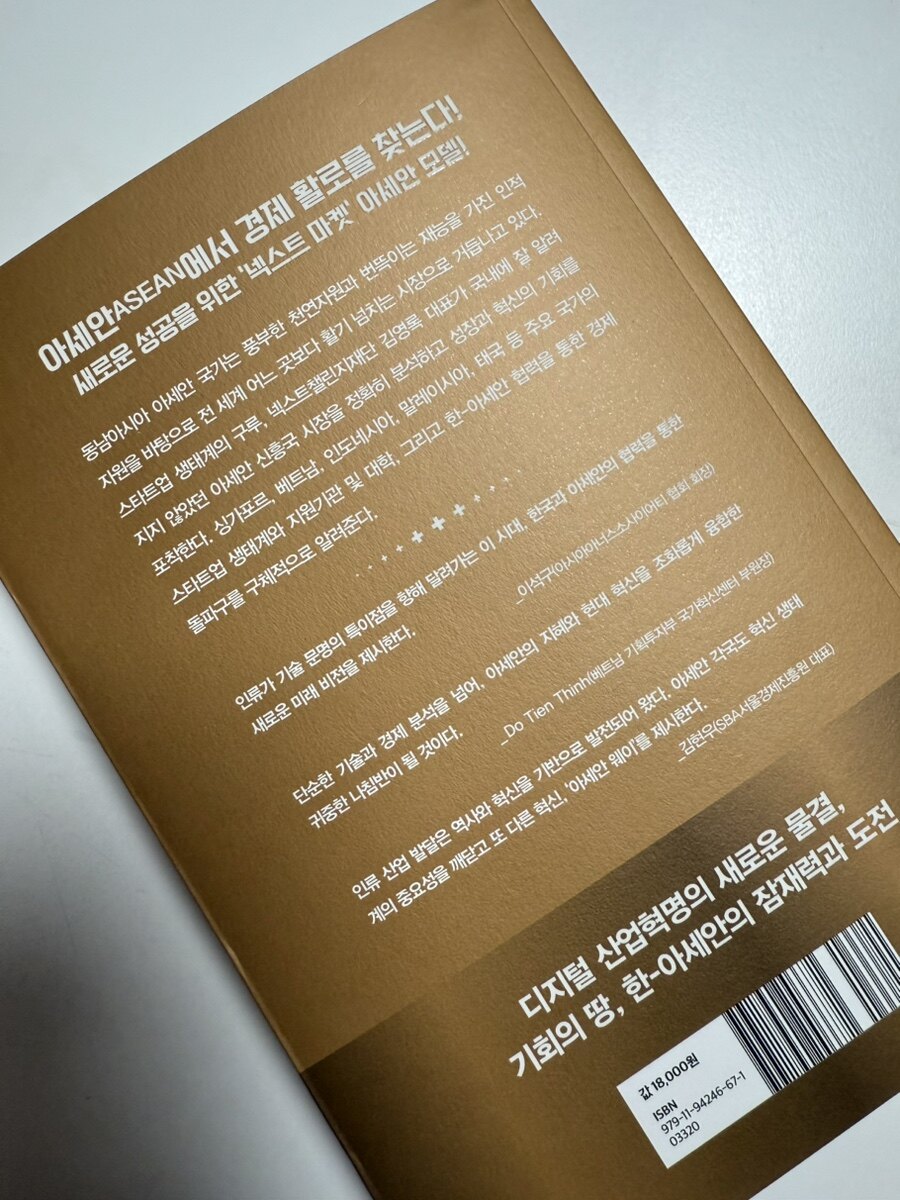 아세안ASEAN에서 경제 활로를 찾는다!
새로운 성공을 위한 '넥스트 마켓' 아세안 모델!
동남아시아 아세안 국가는 풍부한 천연자원과 번뜩이는 재능을 가진 인적
자원을 바탕으로 전 세계 어느 곳보다 활기 넘치는 시장으로 거듭나고 있다.
스타트업 생태계의 구루, 넥스트챌린지재단 김영록 대표가 국내에 잘 알려
지지 않았던 아세안 신흥국 시장을 정확히 분석하고 성장과 혁신의 기회를
포착한다. 싱가포르, 베트남, 인도네시아, 말레이시아, 태국 등 주요 국가의
스타트업 생태계와 지원기관 및 대학, 그리고 한-아세안 협력을 통한 경제
돌파구를 구체적으로 알려준다.
인류가 기술 문명의 특이점을 향해 달려가는 이 시대, 한국과 아세안의 협력을 통한
새로운 미래 비전을 제시한다.
_이석구(아시아아너스소사이어티 협회 회장)
단순한 기술과 경제 분석을 넘어, 아세안의 지혜와 현대 혁신을 조화롭게 융합한
귀중한 나침반이 될 것이다.
_Do Tien Thinh(베트남 기획투자부 국가혁신센터 부원장)
인류 산업 발달은 역사와 혁신을 기반으로 발전되어 왔다. 아세안 각국도 혁신 생태
계의 중요성을 깨닫고 또 다른 혁신, '아세안 웨이'를 제시한다.
_김현우(SBA서울경제진흥원 대표)
디지털 산업혁명의 새로운 물결,
기회의 땅, 한-아세안의 잠재력과 도전
값 18,000원
ISBN
979-11-94246-67-1
03320